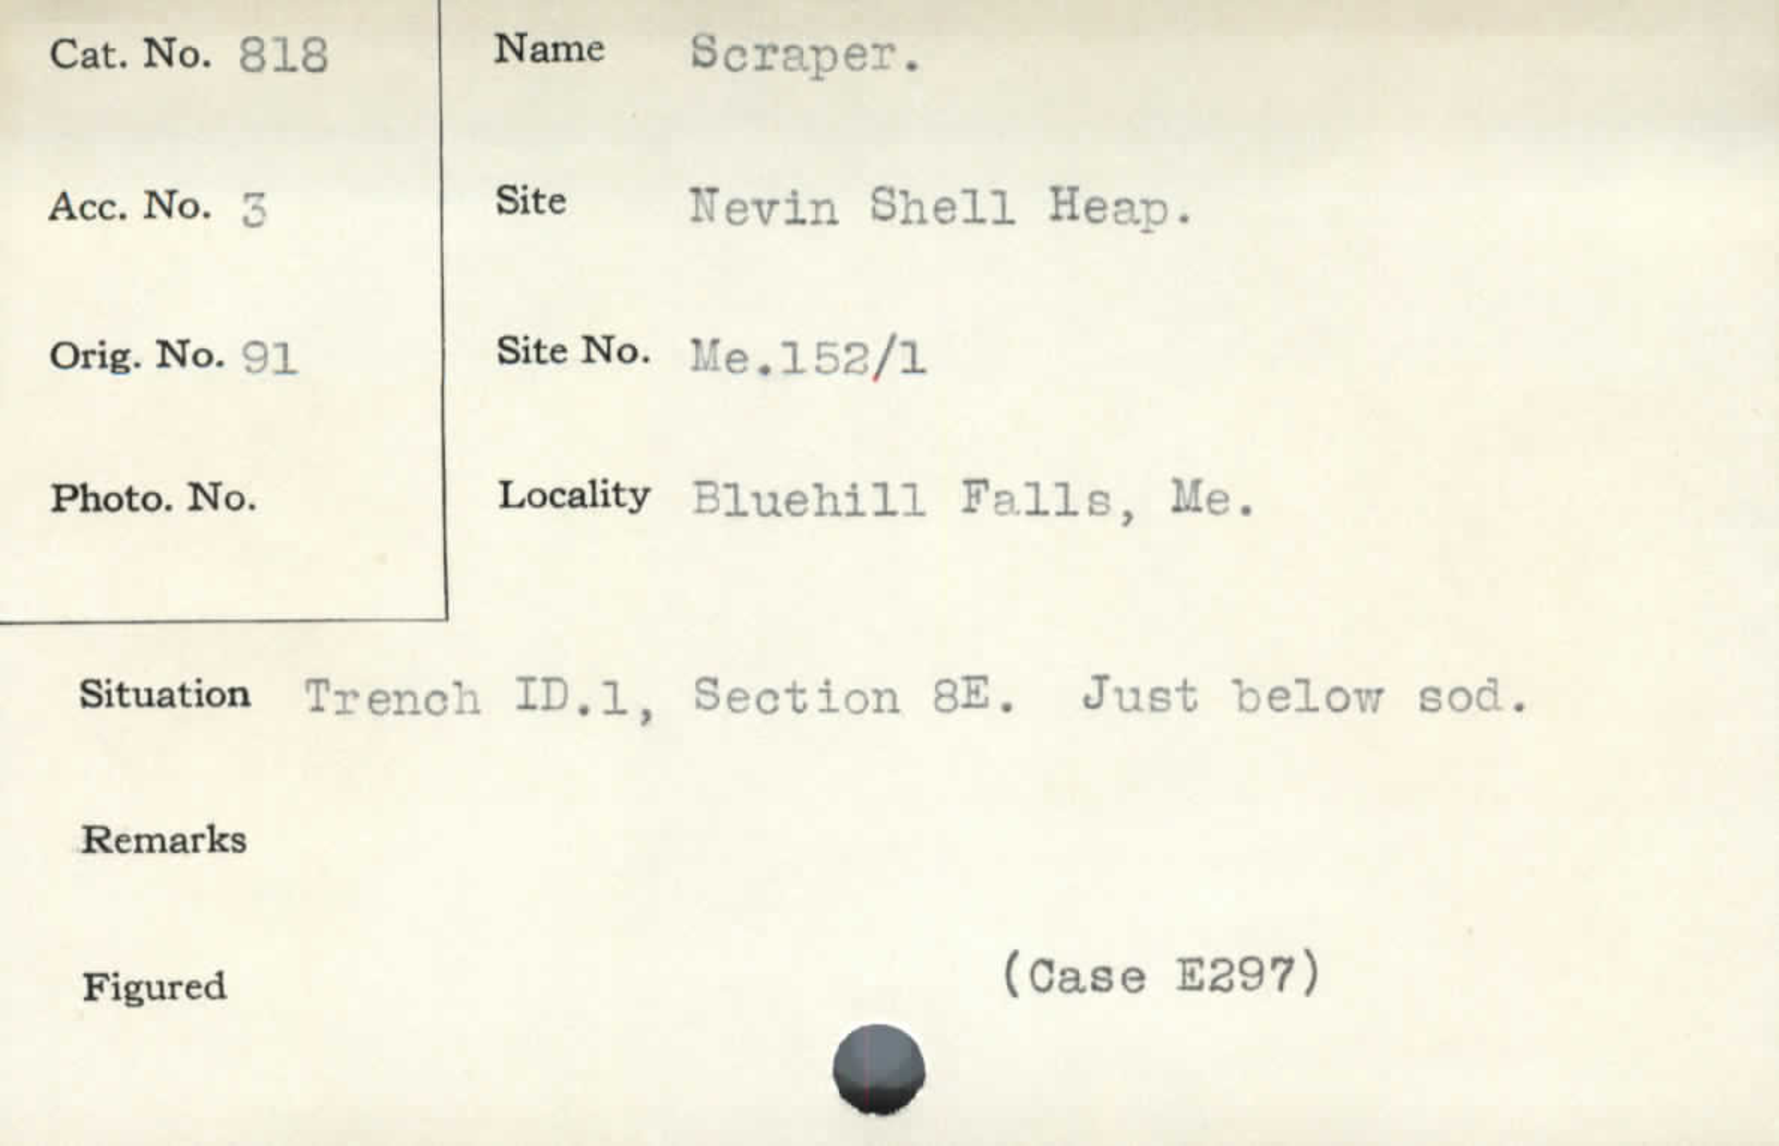 Cat. No. 818
Name Scraper.
Acc. No. 3
Site Nevin Shell Heap.
Orig. No. 91
Site No. Me.152/1
Photo. No.
Locality Bluehill Falls, Me.
Situation Trench ID.1, Section 8E. Just below sod.
Remarks
Figured
(Case E297)